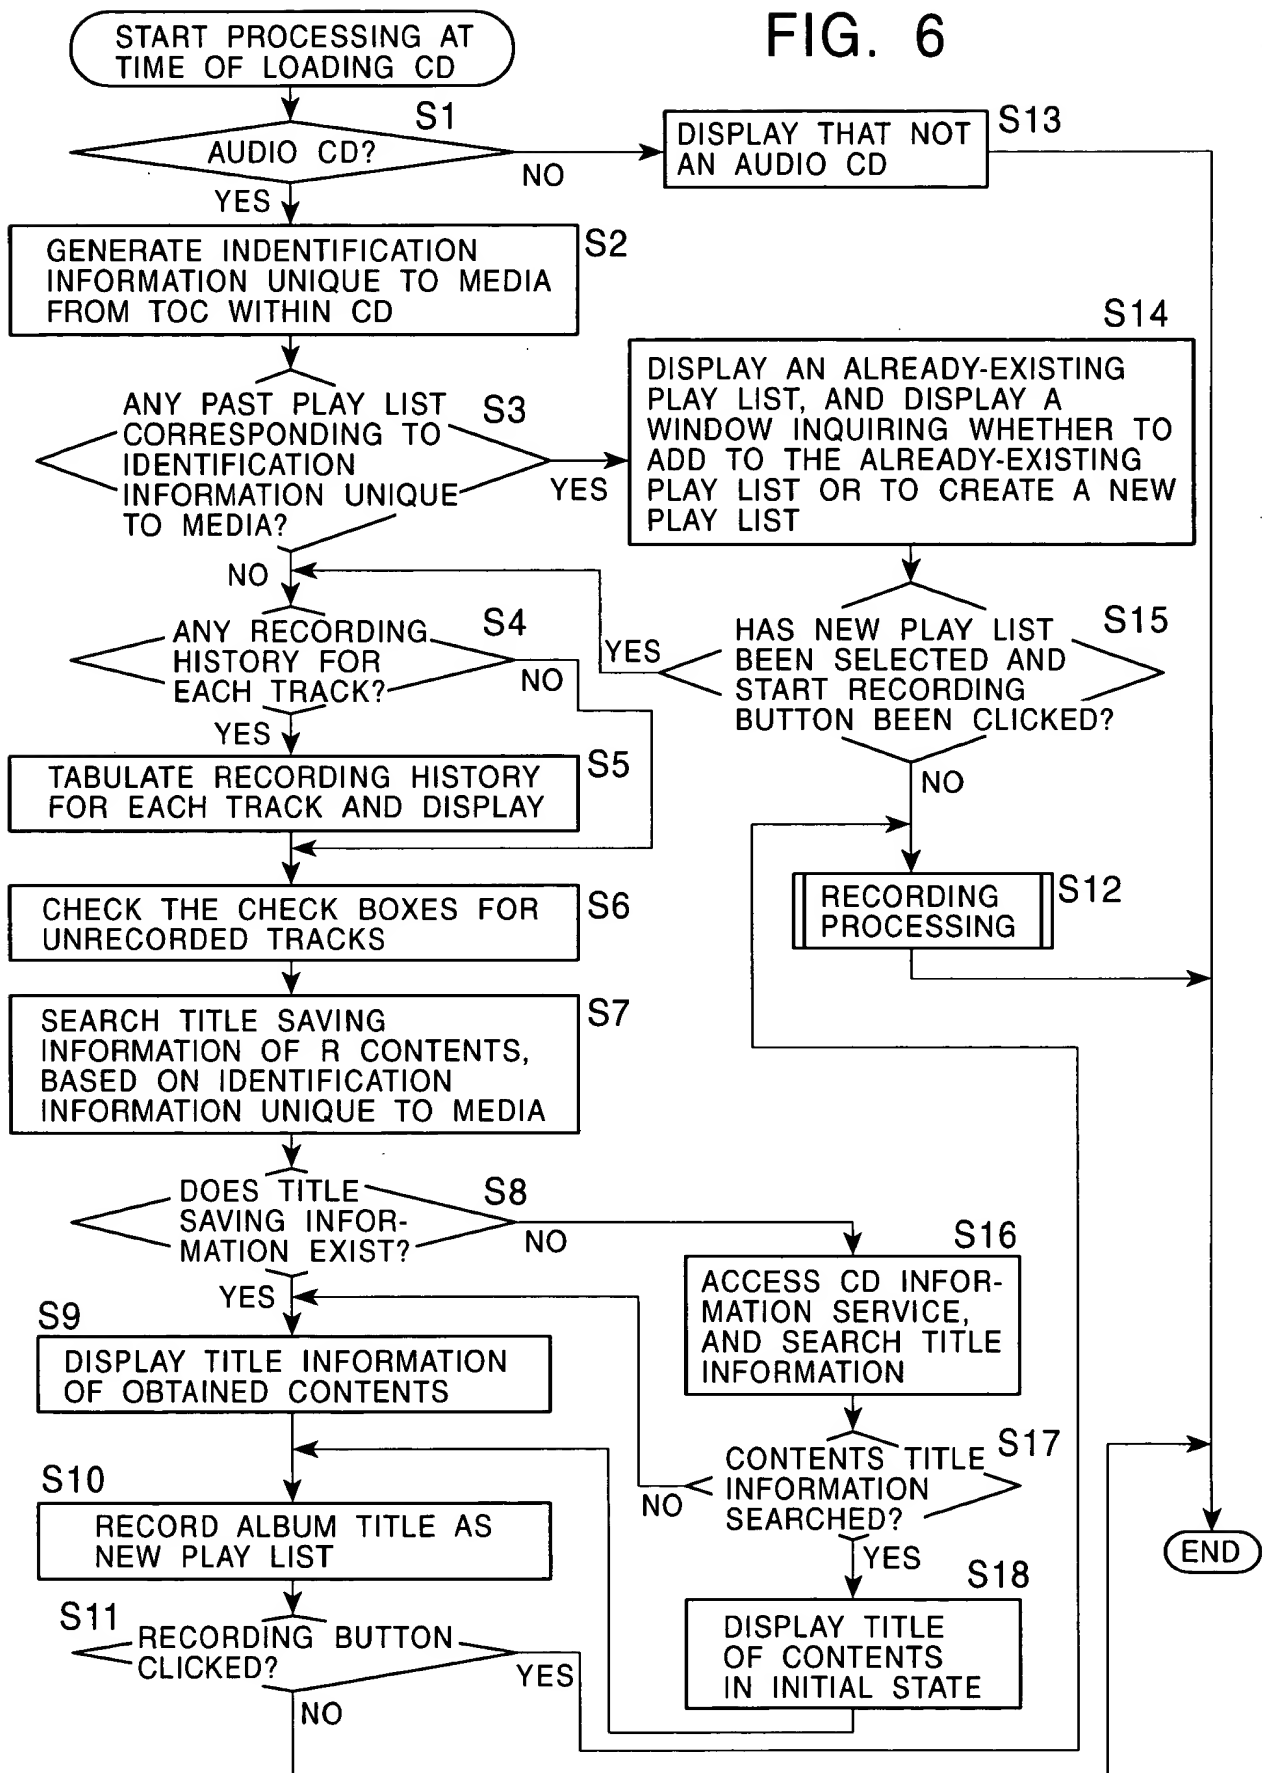 FIG. 6
START PROCESSING AT
TIME OF LOADING CD
S1
AUDIO CD?
NO
YES
S13
DISPLAY THAT NOT
AN AUDIO CD
S2
GENERATE INDENTIFICATION
INFORMATION UNIQUE TO MEDIA
FROM TOC WITHIN CD
S3
ANY PAST PLAY LIST
CORRESPONDING TO
IDENTIFICATION
INFORMATION UNIQUE
TO MEDIA?
YES
NO
S14
DISPLAY AN ALREADY-EXISTING
PLAY LIST, AND DISPLAY A
WINDOW INQUIRING WHETHER TO
ADD TO THE ALREADY-EXISTING
PLAY LIST OR TO CREATE A NEW
PLAY LIST
S4
ANY RECORDING
HISTORY FOR
EACH TRACK?
NO
YES
S15
HAS NEW PLAY LIST
BEEN SELECTED AND
START RECORDING
BUTTON BEEN CLICKED?
YES
NO
S5
TABULATE RECORDING HISTORY
FOR EACH TRACK AND DISPLAY
S12
RECORDING
PROCESSING
S6
CHECK THE CHECK BOXES FOR
UNRECORDED TRACKS
S7
SEARCH TITLE SAVING
INFORMATION OF R CONTENTS,
BASED ON IDENTIFICATION
INFORMATION UNIQUE TO MEDIA
S8
DOES TITLE
SAVING INFOR-
MATION EXIST?
NO
YES
S16
ACCESS CD INFOR-
MATION SERVICE,
AND SEARCH TITLE
INFORMATION
S9
DISPLAY TITLE INFORMATION
OF OBTAINED CONTENTS
S17
CONTENTS TITLE
INFORMATION
SEARCHED?
NO
YES
S10
RECORD ALBUM TITLE AS
NEW PLAY LIST
END
S18
DISPLAY TITLE
OF CONTENTS
IN INITIAL STATE
S11
RECORDING BUTTON
CLICKED?
YES
NO